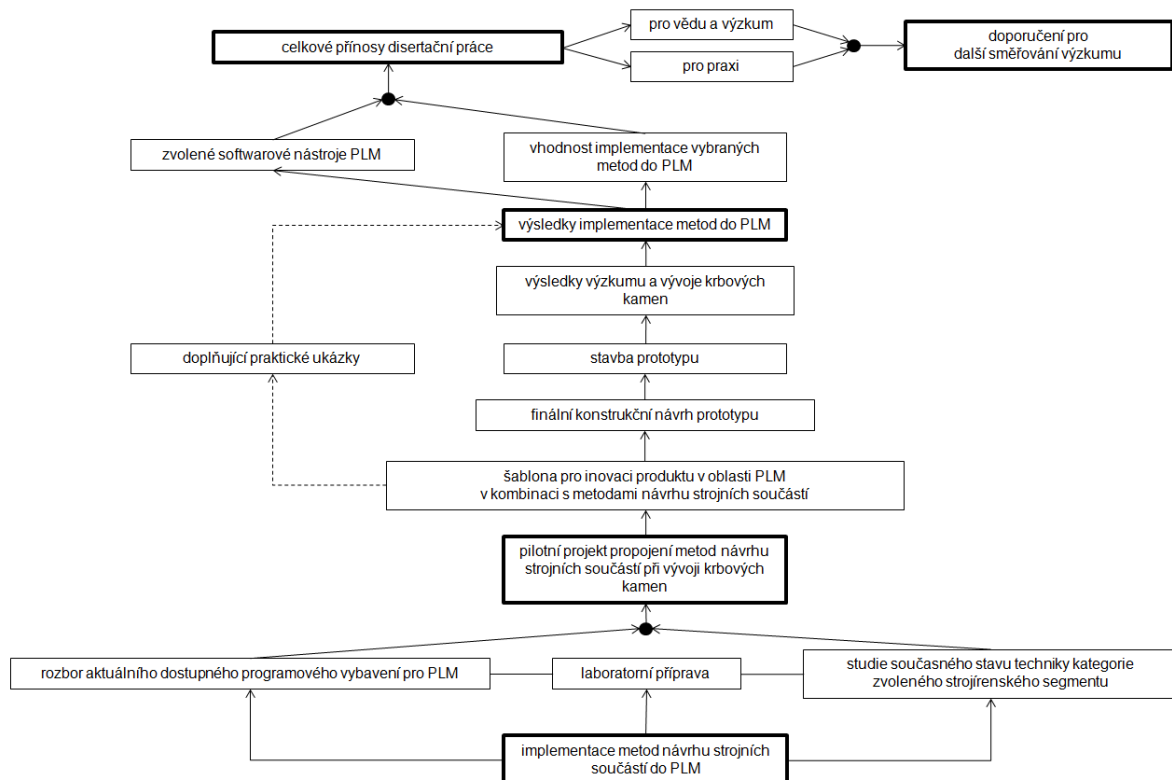 celkové přínosy disertační práce
pro vědu a výzkum
pro praxi
doporučení pro
další směřování výzkumu
zvolené softwarové nástroje PLM
vhodnost implementace vybraných
metod do PLM
výsledky implementace metod do PLM
výsledky výzkumu a vývoje krbových
kamen
doplňující praktické ukázky
stavba prototypu
finální konstrukční návrh prototypu
šablona pro inovaci produktu v oblasti PLM
v kombinaci s metodami návrhu strojních součástí
pilotní projekt propojení metod návrhu
strojních součástí při vývoji krbových
kamen
rozbor aktuálního dostupného programového vybavení pro PLM
laboratorní příprava
studie současného stavu techniky kategorie
zvoleného strojírenského segmentu
implementace metod návrhu strojních
součástí do PLM